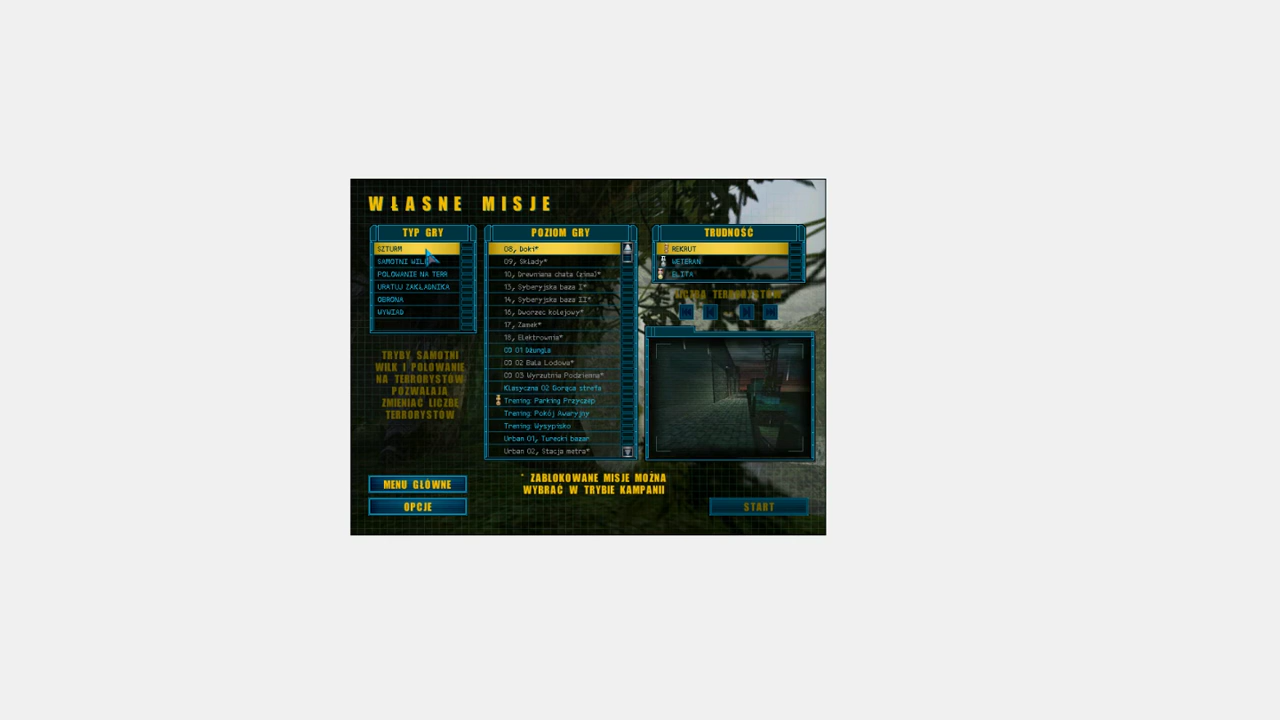 WŁASNE MISJE
TYP GRY
SZTURM
SAMOTNI WILK
POLOWANIE NA TERR
URATUJ ZAKŁADNIKA
OBRONA
WYWIAD
TRYBY SAMOTNI
WILK I POLOWANIE
NA TERRORYSTÓW
POZWALAJĄ
ZMIENIAĆ LICZBĘ
TERRORYSTÓW
MENU GŁÓWNE
OPCJE
POZIOM GRY
08, Doki*
09, Składy*
10, Drewniana chata (zima)*
13, Syberyjska baza I*
14, Syberyjska baza II*
16, Dworzec kolejowy*
17, Zamek*
18, Elektrownia*
CO 01 Dżungla
CO 02 Bala Lodowa*
CO 03 Wyrzutnia Podziemna*
Klasyczna 02 Gorąca strefa
Trening: Parking Przyczep
Trening: Pokój Awaryjny
Trening: Wysypisko
Urban 01, Turecki bazar
Urban 02, Stacja metra*
* ZABLOKOWANE MISJE MOŻNA
WYBRAĆ W TRYBIE KAMPANII
TRUDNOŚĆ
REKRUT
WETERAN
ELITA
LICZBA TERRORYSTÓW
START